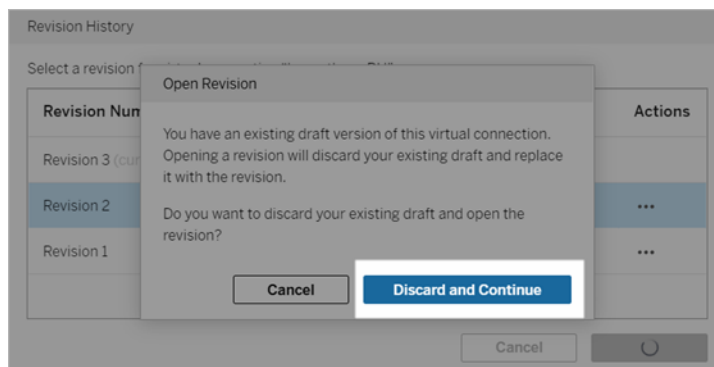 Revision History
Select a revision
Open Revision
Revision Num
Actions
You have an existing draft version of this virtual connection.
Opening a revision will discard your existing draft and replace
it with the revision.
Revision 3 (cur
Revision 2
Do you want to discard your existing draft and open the
revision?
Revision 1
Cancel
Discard and Continue
Cancel